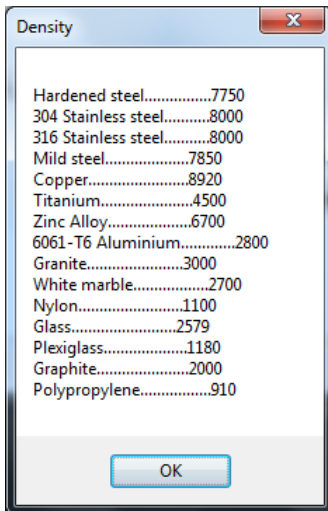 Density
Hardened steel................7750
304 Stainless steel...........8000
316 Stainless steel...........8000
Mild steel....................7850
Copper........................8920
Titanium......................4500
Zinc Alloy....................6700
6061-T6 Aluminium.............2800
Granite.......................3000
White marble..................2700
Nylon.........................1100
Glass.........................2579
Plexiglass....................1180
Graphite......................2000
Polypropylene.................910
OK